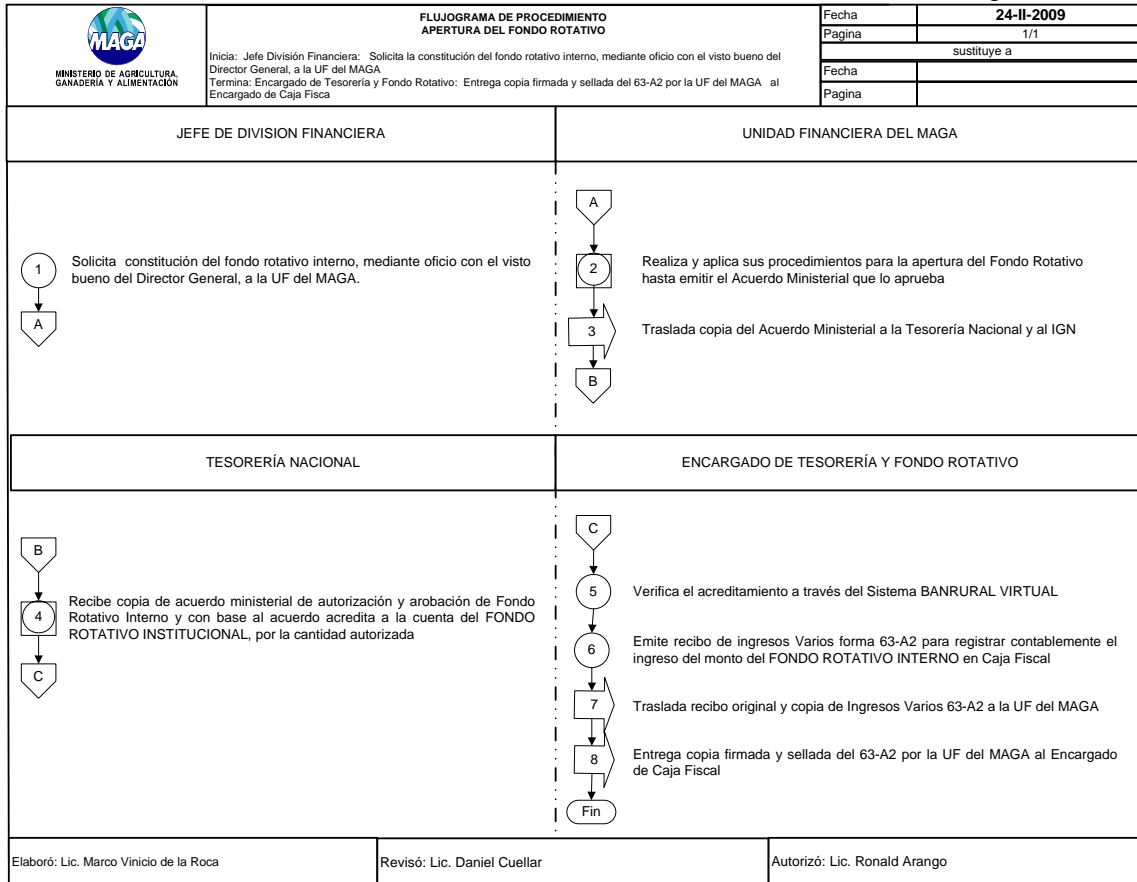 MAGA
MINISTERIO DE AGRICULTURA,
GANADERÍA Y ALIMENTACIÓN
FLUJOGRAMA DE PROCEDIMIENTO
APERTURA DEL FONDO ROTATIVO
Inicia: Jefe División Financiera: Solicita la constitución del fondo rotativo interno, mediante oficio con el visto bueno del
Director General, a la UF del MAGA
Termina: Encargado de Tesorería y Fondo Rotativo: Entrega copia firmada y sellada del 63-A2 por la UF del MAGA al
Encargado de Caja Fisca
Fecha 24-II-2009
Pagina 1/1
sustituye a
Fecha
Pagina
JEFE DE DIVISION FINANCIERA
UNIDAD FINANCIERA DEL MAGA
1
Solicita constitución del fondo rotativo interno, mediante oficio con el visto
bueno del Director General, a la UF del MAGA.
A
A
2
Realiza y aplica sus procedimientos para la apertura del Fondo Rotativo
hasta emitir el Acuerdo Ministerial que lo aprueba
3
Traslada copia del Acuerdo Ministerial a la Tesorería Nacional y al IGN
B
TESORERÍA NACIONAL
ENCARGADO DE TESORERÍA Y FONDO ROTATIVO
B
4
Recibe copia de acuerdo ministerial de autorización y arobación de Fondo
Rotativo Interno y con base al acuerdo acredita a la cuenta del FONDO
ROTATIVO INSTITUCIONAL, por la cantidad autorizada
C
C
5
Verifica el acreditamiento a través del Sistema BANRURAL VIRTUAL
6
Emite recibo de ingresos Varios forma 63-A2 para registrar contablemente el
ingreso del monto del FONDO ROTATIVO INTERNO en Caja Fiscal
7
Traslada recibo original y copia de Ingresos Varios 63-A2 a la UF del MAGA
8
Entrega copia firmada y sellada del 63-A2 por la UF del MAGA al Encargado
de Caja Fiscal
Fin
Elaboró: Lic. Marco Vinicio de la Roca
Revisó: Lic. Daniel Cuellar
Autorizó: Lic. Ronald Arango